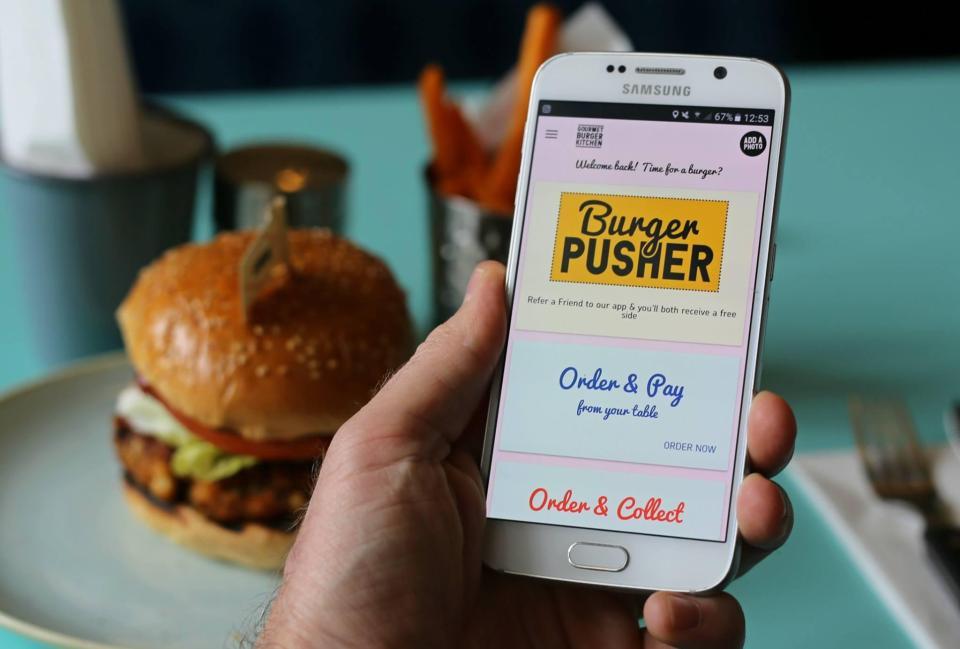 SAMSUNG
67% 12:53
GOURMET
BURGER
KITCHEN
ADD A
PHOTO
Welcome back! Time for a burger?
Burger
PUSHER
Refer a Friend to our app & you'll both receive a free
side
Order & Pay
from your table
ORDER NOW
Order & Collect